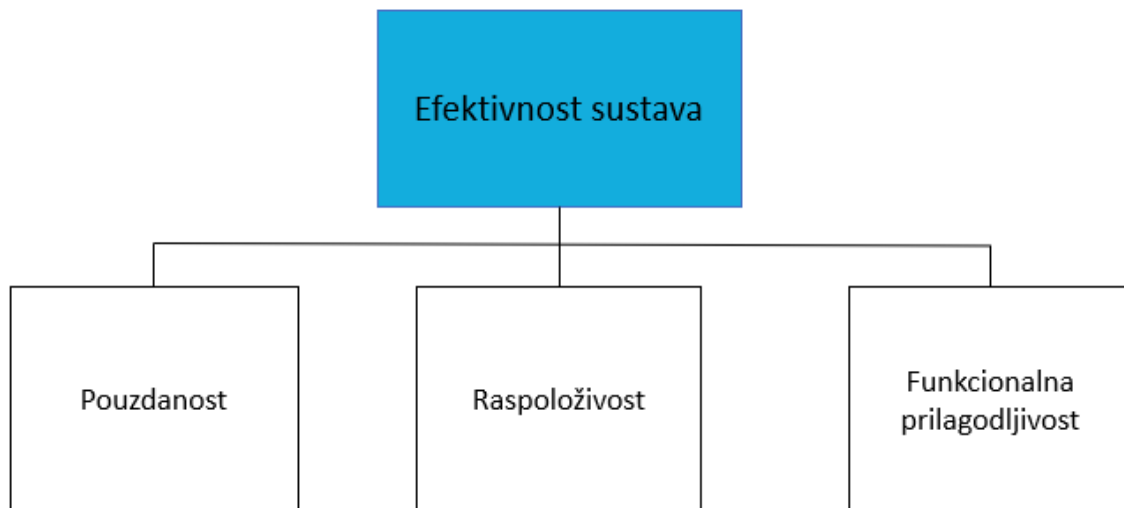 Efektivnost sustava
Pouzdanost
Raspoloživost
Funkcionalna
prilagodljivost